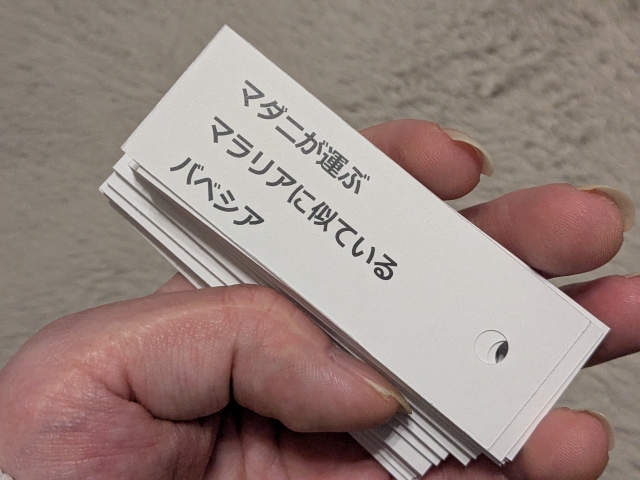 マダニが運ぶ
マラリアに似ている
バベシア